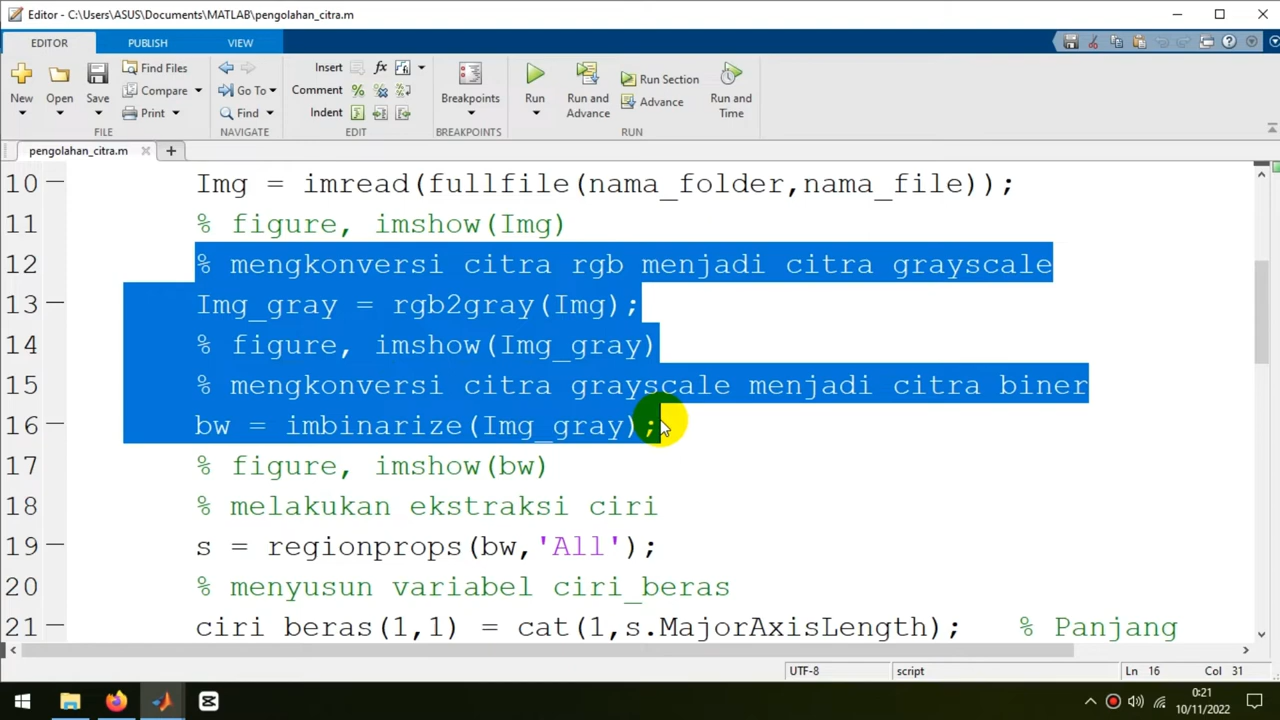 Editor - C:\Users\ASUS\Documents\MATLAB\pengolahan_citra.m
EDITOR PUBLISH VIEW
New Open Save
Find Files
Compare
Print
FILE
Go To
Find
NAVIGATE
Insert fx
Comment %
Indent
EDIT
Breakpoints
BREAKPOINTS
Run
Run and Advance
Run Section
Advance
Run and Time
RUN
pengolahan_citra.m
10 Img = imread(fullfile(nama_folder,nama_file));
11 % figure, imshow(Img)
12 % mengkonversi citra rgb menjadi citra grayscale
13 Img_gray = rgb2gray(Img);
14 % figure, imshow(Img_gray)
15 % mengkonversi citra grayscale menjadi citra biner
16 bw = imbinarize(Img_gray);
17 % figure, imshow(bw)
18 % melakukan ekstraksi ciri
19 s = regionprops(bw,'All');
20 % menyusun variabel ciri_beras
21 ciri beras(1,1) = cat(1,s.MajorAxisLength); % Panjang
UTF-8 script Ln 16 Col 31
0:21
10/11/2022